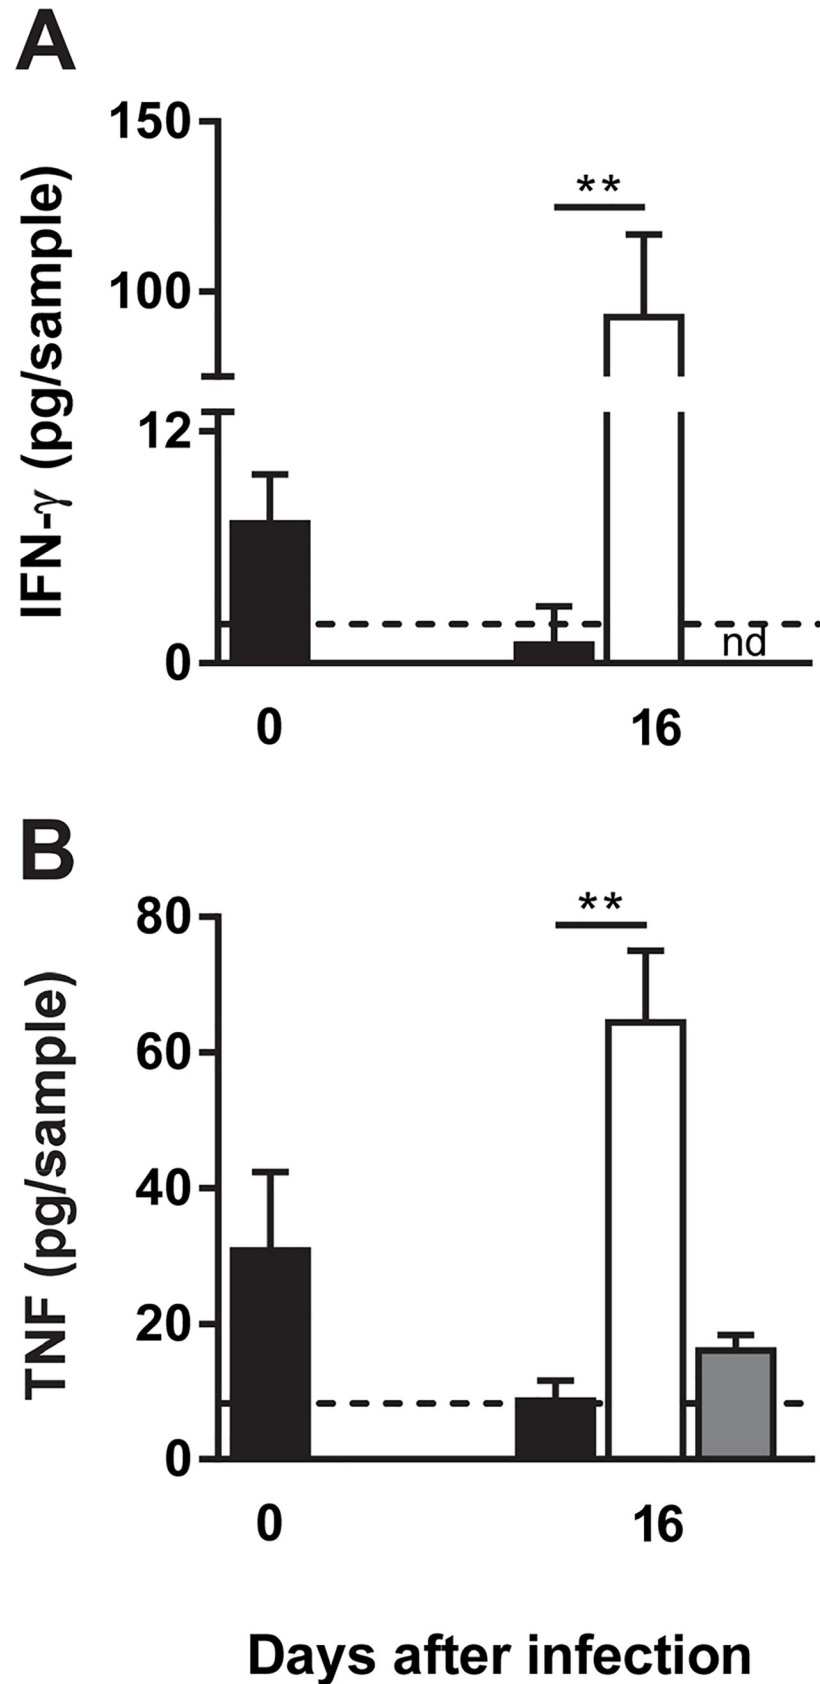 A
IFN-γ (pg/sample)
150
100
12
0
**
nd
0
16
B
TNF (pg/sample)
80
60
40
20
0
**
0
16
Days after infection